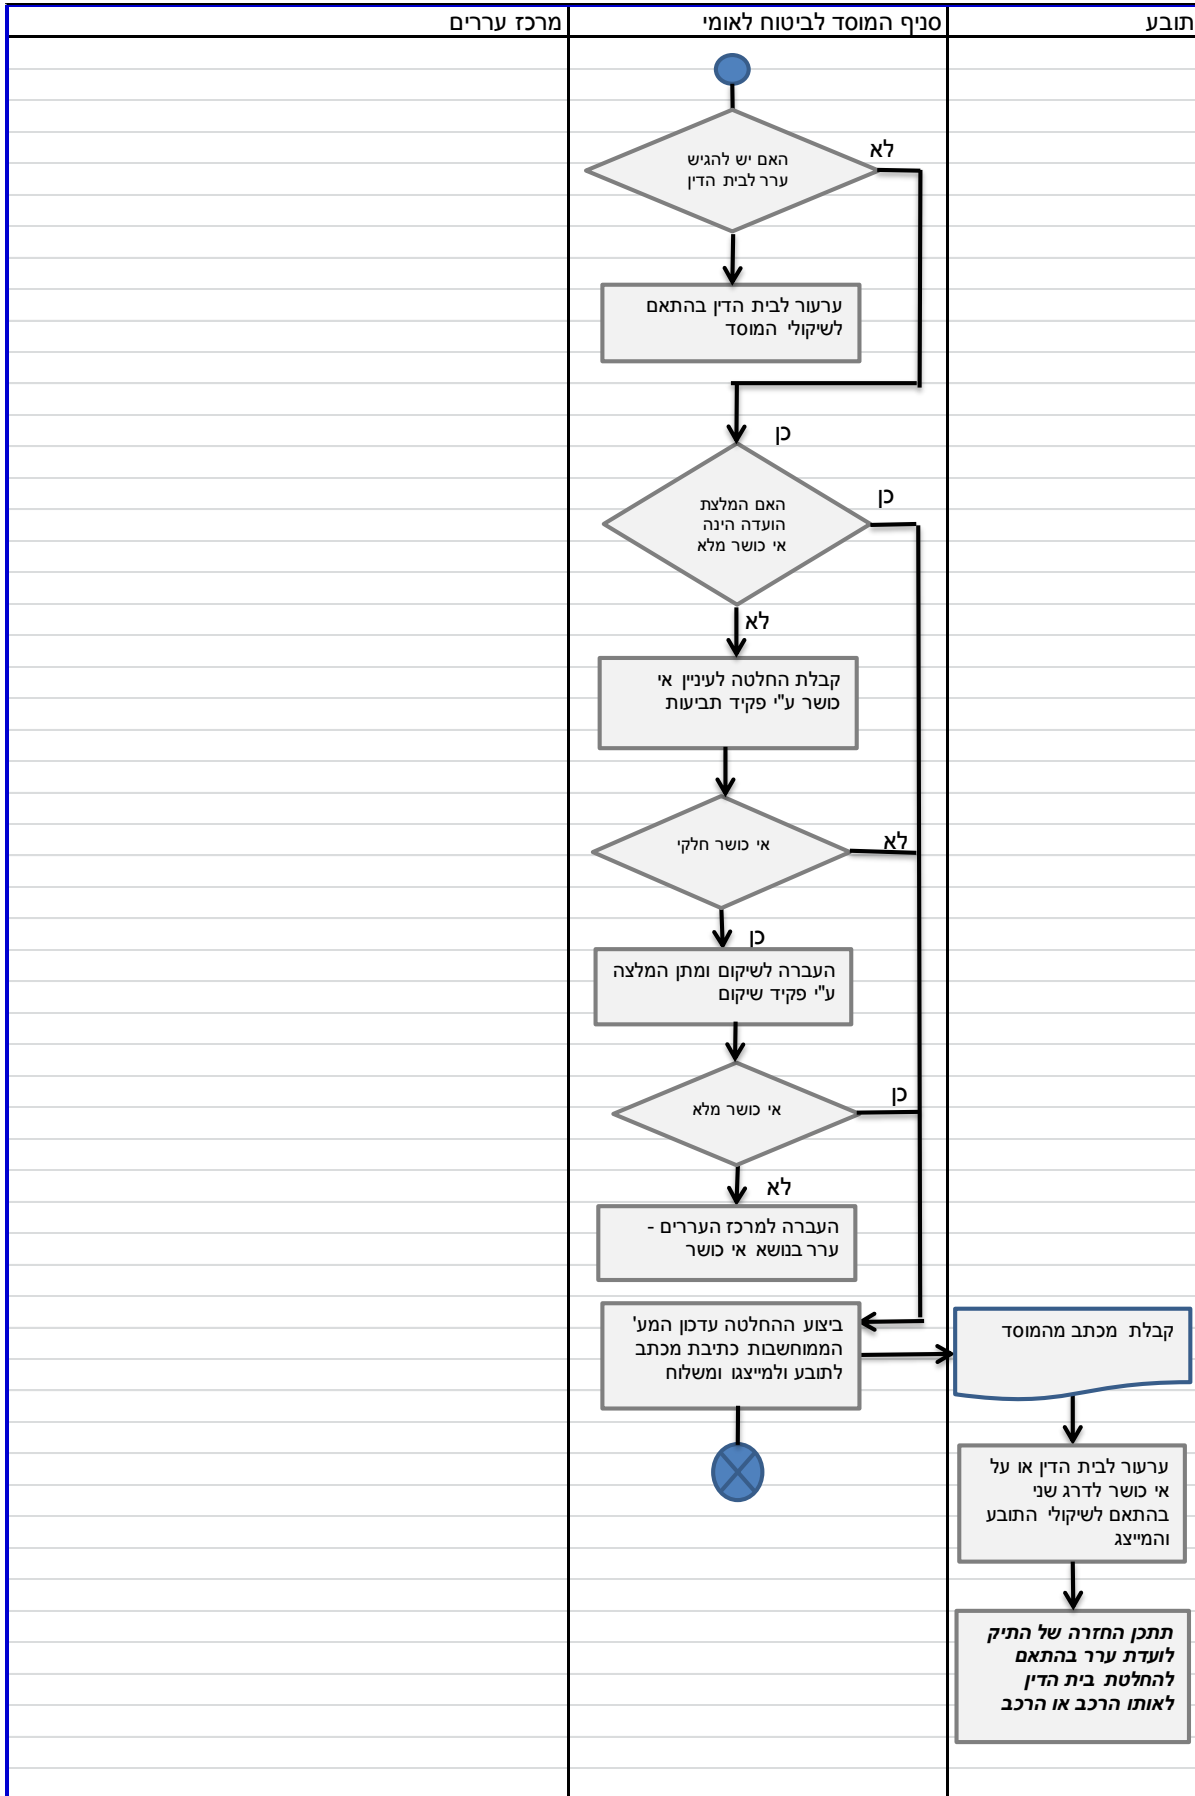 תובע
סניף המוסד לביטוח לאומי
מרכז עררים
האם יש להגיש
ערר לבית הדין
לא
ערעור לבית הדין בהתאם
לשיקולי המוסד
כן
האם המלצת
הועדה הינה
אי כושר מלא
כן
לא
קבלת החלטה לעיניין אי
כושר ע"י פקיד תביעות
אי כושר חלקי
לא
כן
העברה לשיקום ומתן המלצה
ע"י פקיד שיקום
אי כושר מלא
כן
לא
העברה למרכז העררים -
ערר בנושא אי כושר
ביצוע ההחלטה עדכון המע'
הממוחשבות כתיבת מכתב
לתובע ולמייצגו ומשלוח
קבלת מכתב מהמוסד
ערעור לבית הדין או על
אי כושר לדרג שני
בהתאם לשיקולי התובע
והמייצג
תתכן החזרה של התיק
לועדת ערר בהתאם
להחלטת בית הדין
לאותו הרכב או הרכב